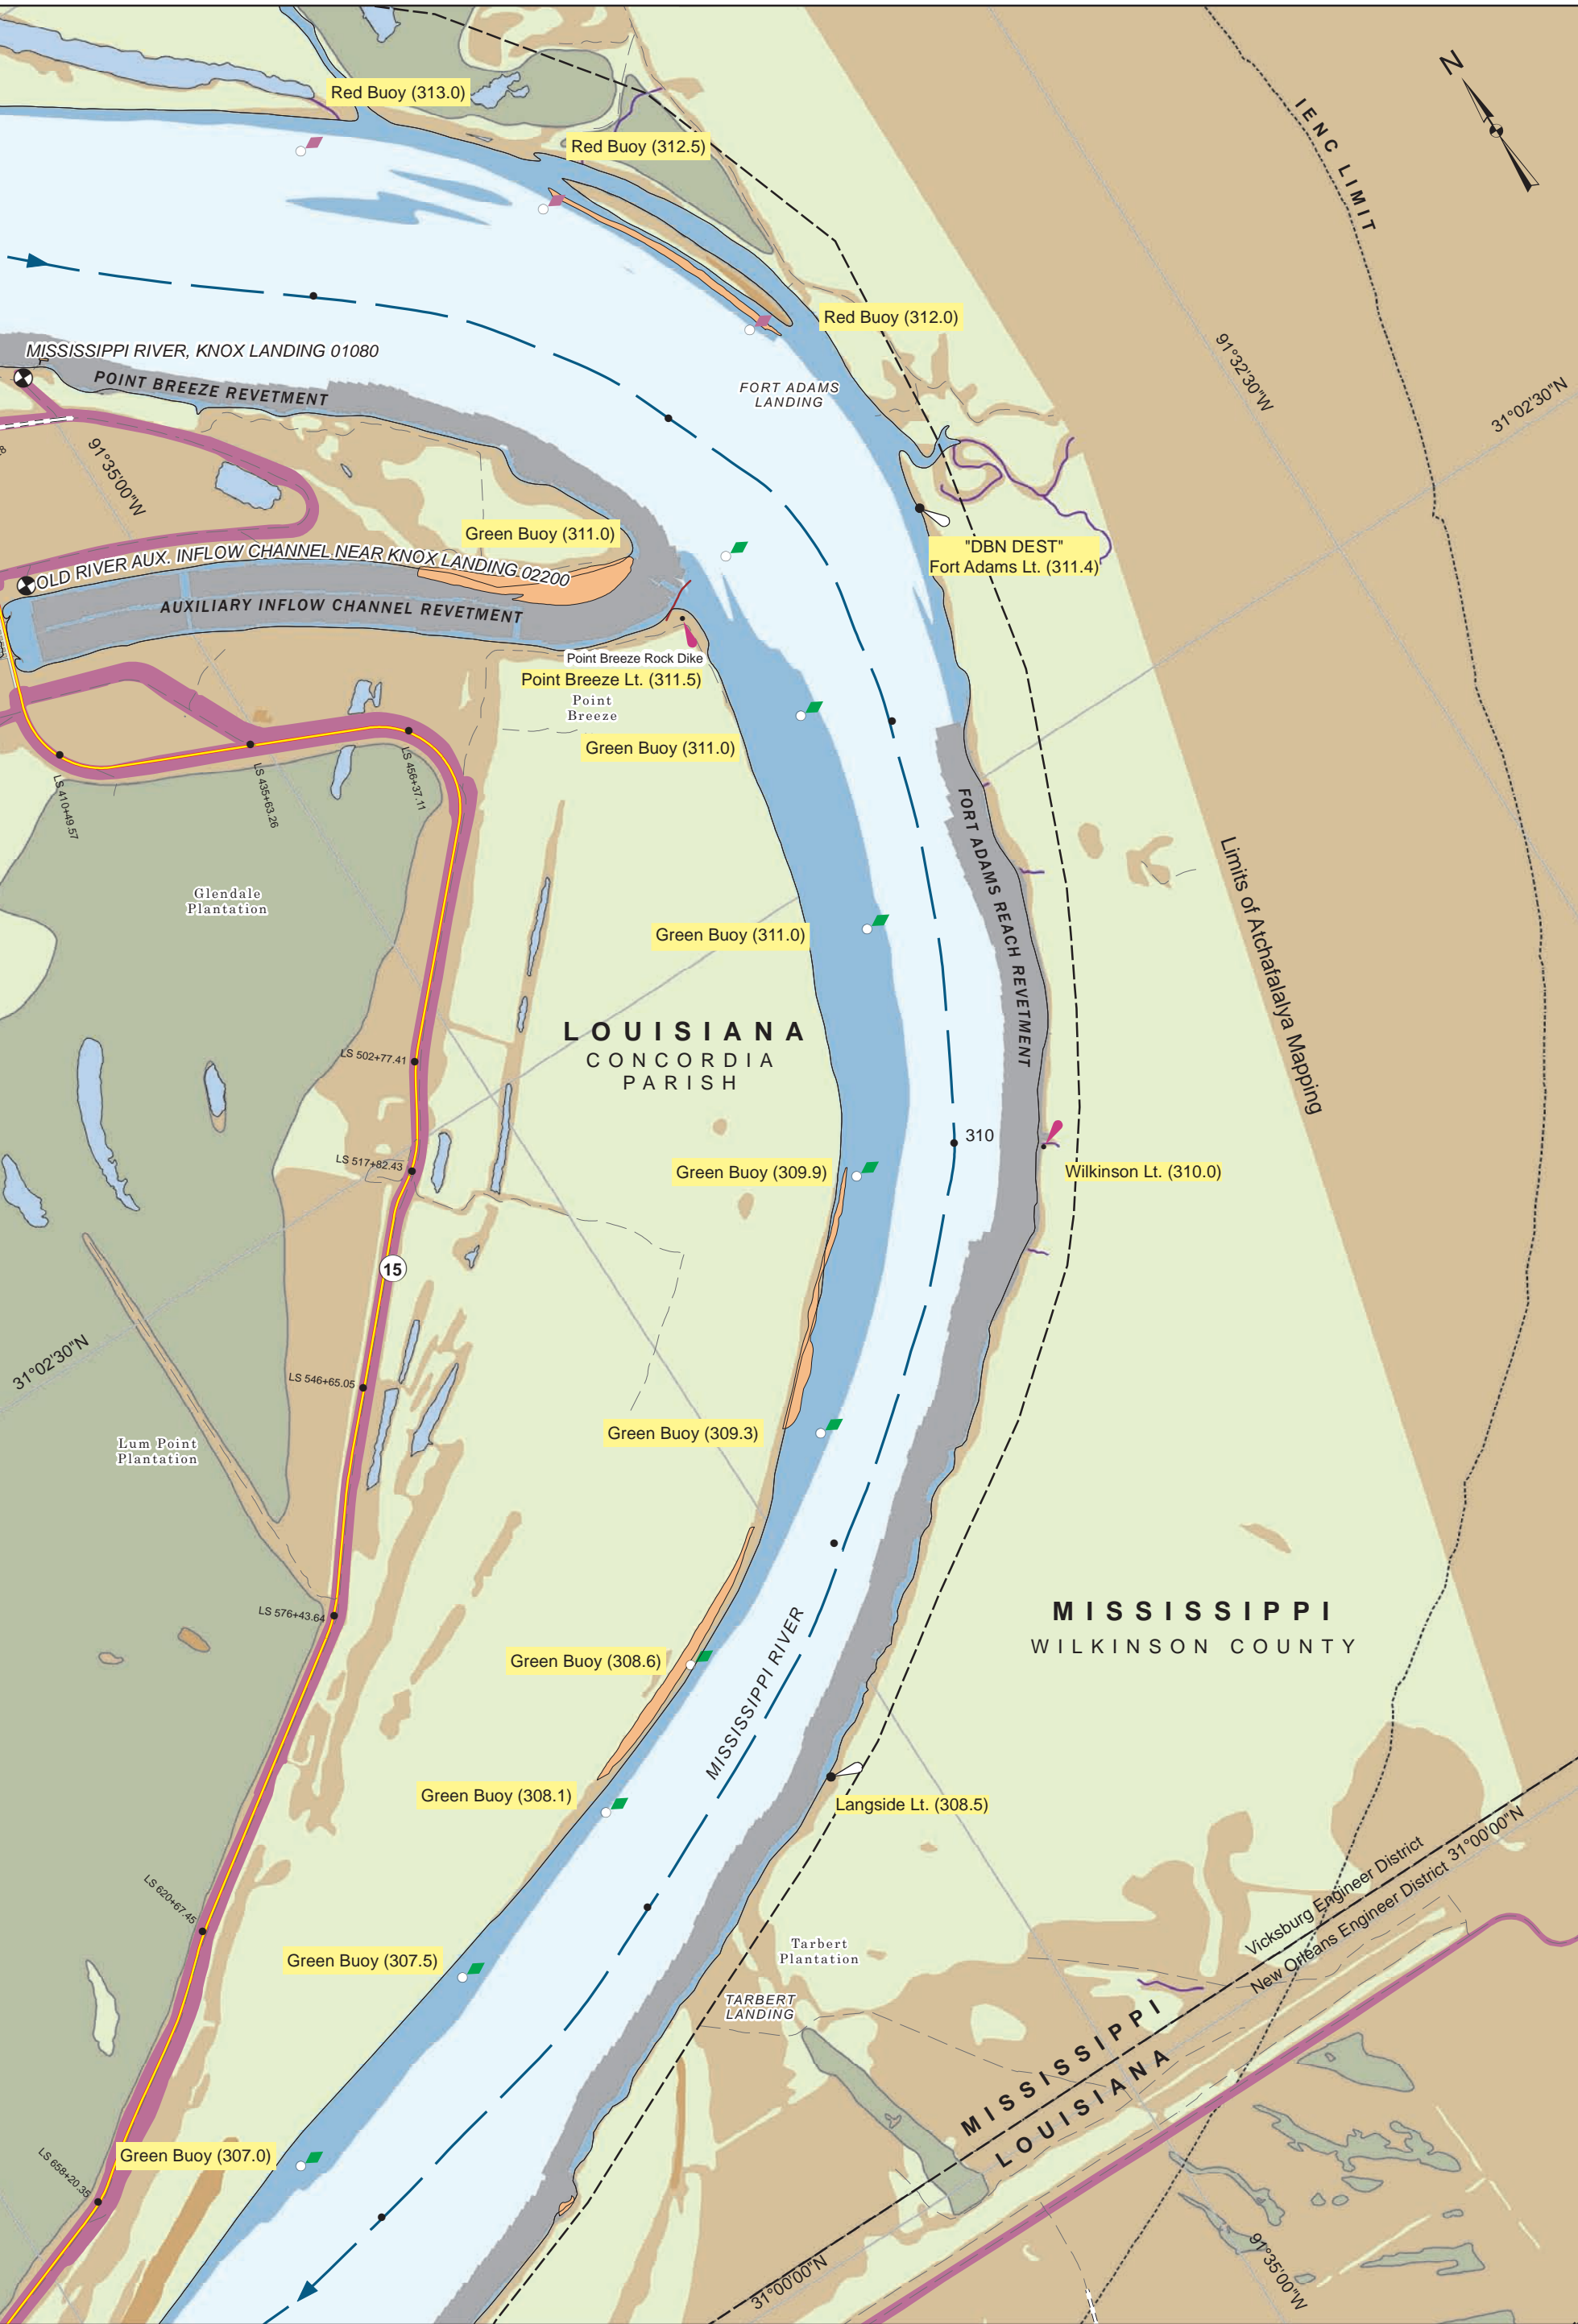 Red Buoy (313.0)
N
IENC LIMIT
Red Buoy (312.5)
Red Buoy (312.0)
MISSISSIPPI RIVER, KNOX LANDING 01080
POINT BREEZE REVETMENT
FORT ADAMS
LANDING
91°32'30"W
31°02'30"N
91°35'00"W
Green Buoy (311.0)
"DBN DEST"
Fort Adams Lt. (311.4)
OLD RIVER AUX. INFLOW CHANNEL NEAR KNOX LANDING 02200
AUXILIARY INFLOW CHANNEL REVETMENT
Point Breeze Rock Dike
Point Breeze Lt. (311.5)
Point
Breeze
Green Buoy (311.0)
LS 410+49.57
LS 435+63.26
LS 456+37.11
FORT ADAMS REACH REVETMENT
Limits of Atchafalalya Mapping
Glendale
Plantation
Green Buoy (311.0)
LOUISIANA
CONCORDIA
PARISH
LS 502+77.41
310
LS 517+82.43
Green Buoy (309.9)
Wilkinson Lt. (310.0)
15
31°02'30"N
LS 546+65.05
Green Buoy (309.3)
Lum Point
Plantation
LS 576+43.64
MISSISSIPPI
WILKINSON COUNTY
Green Buoy (308.6)
MISSISSIPPI RIVER
Green Buoy (308.1)
Langside Lt. (308.5)
31°00'00"N
Vicksburg Engineer District
New Orleans Engineer District
LS 620+67.45
Green Buoy (307.5)
Tarbert
Plantation
TARBERT
LANDING
MISSISSIPPI
LOUISIANA
Green Buoy (307.0)
LS 658+20.35
31°00'00"N
91°35'00"W